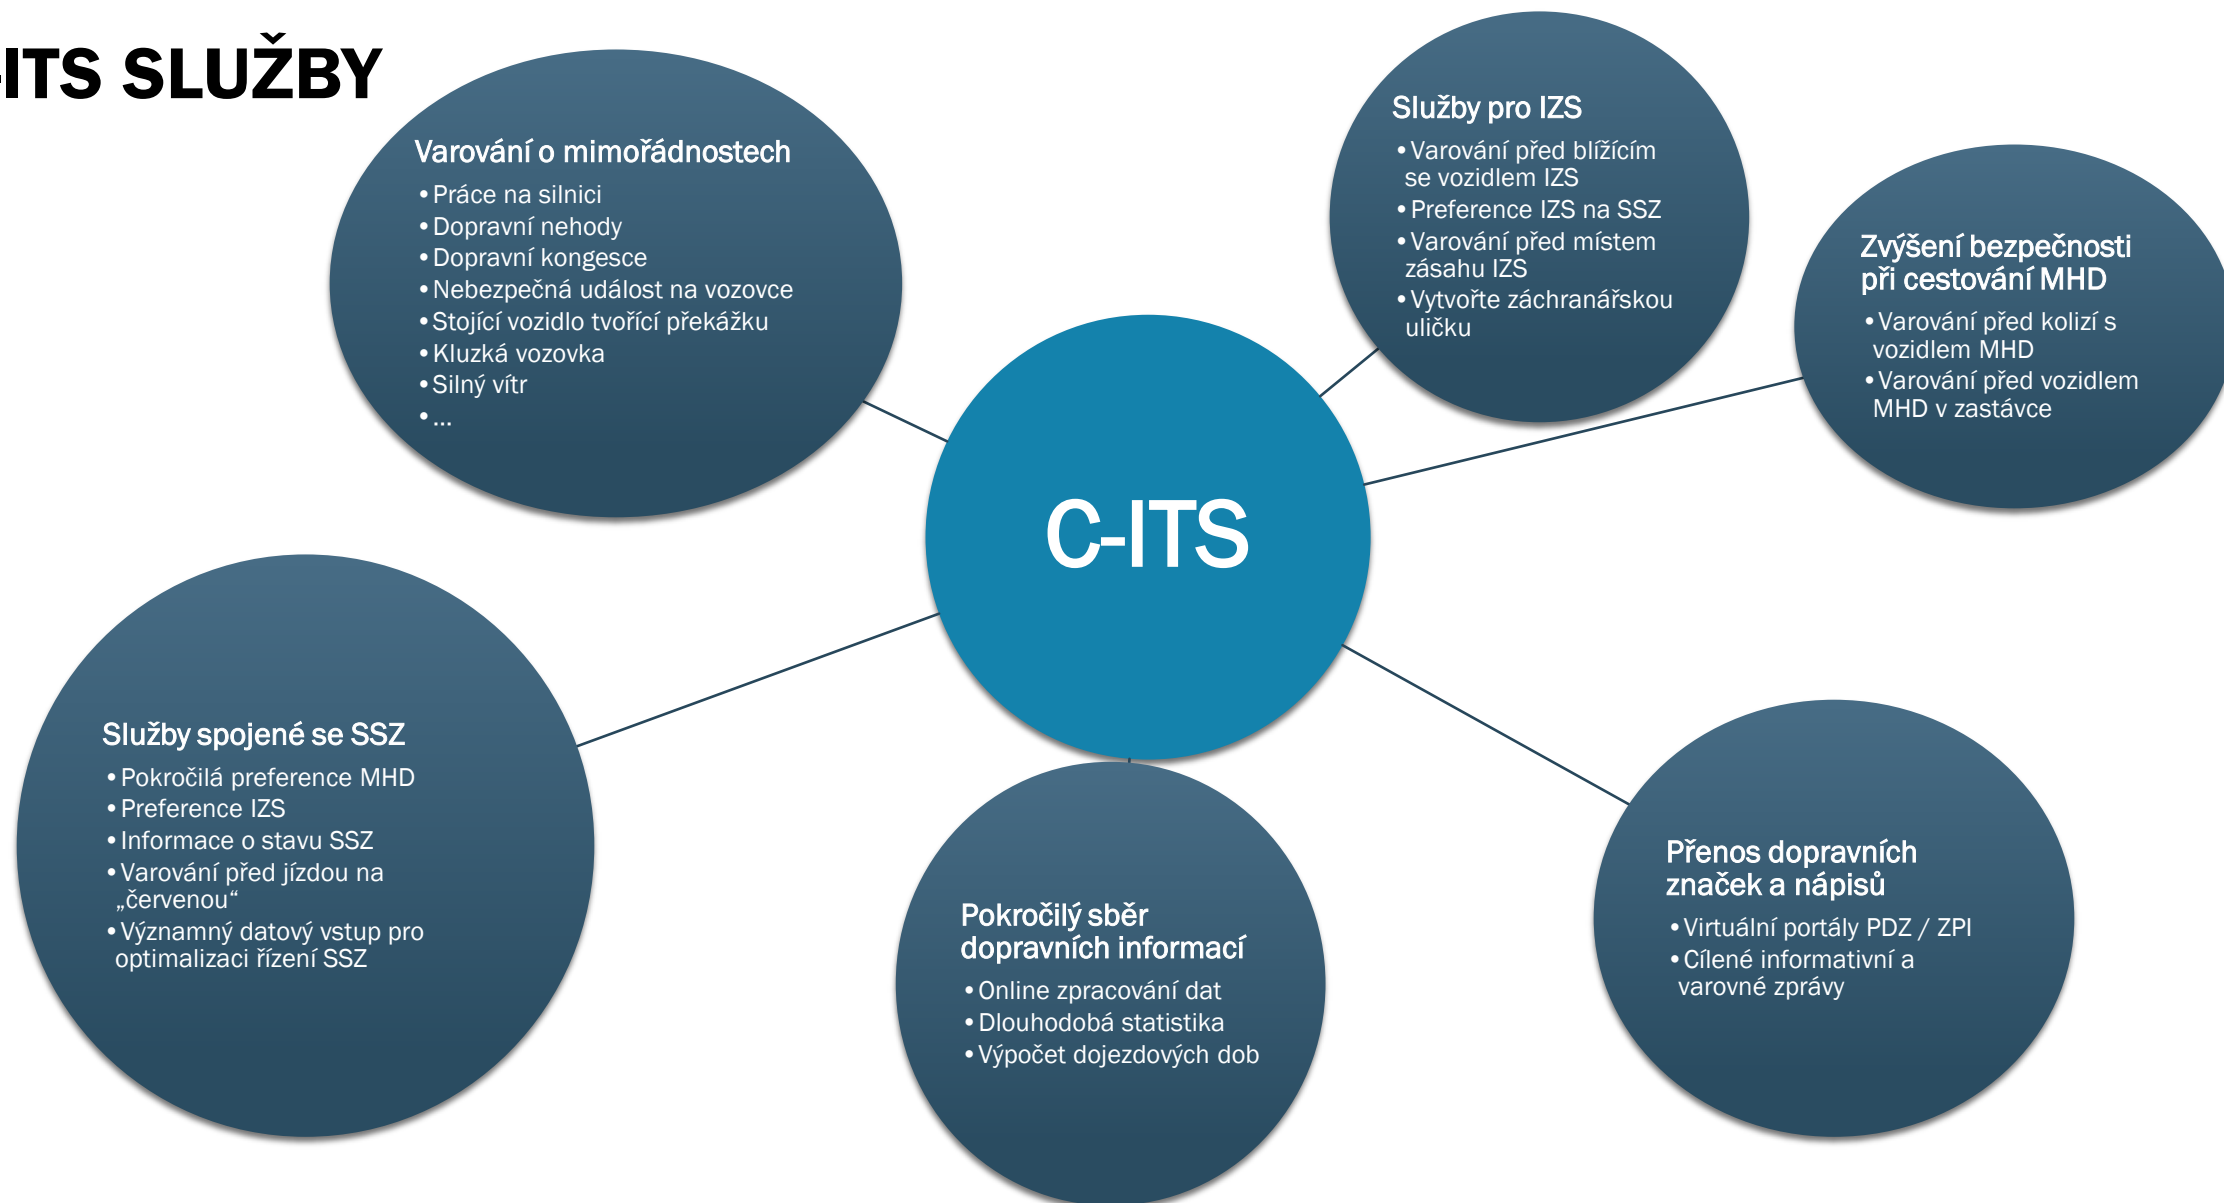 -ITS SLUŽBY
Varování o mimořádnostech
•Práce na silnici
•Dopravní nehody
•Dopravní kongesce
•Nebezpečná událost na vozovce
•Stojící vozidlo tvořící překážku
•Kluzká vozovka
•Silný vítr
•...
Služby pro IZS
•Varování před blížícím
se vozidlem IZS
•Preference IZS na SSZ
•Varování před místem
zásahu IZS
•Vytvořte záchranářskou
uličku
Zvýšení bezpečnosti
při cestování MHD
•Varování před kolizí s
vozidlem MHD
•Varování před vozidlem
MHD v zastávce
C-ITS
Služby spojené se SSZ
•Pokročilá preference MHD
•Preference IZS
•Informace o stavu SSZ
•Varování před jízdou na
„červenou“
•Významný datový vstup pro
optimalizaci řízení SSZ
Pokročilý sběr
dopravních informací
•Online zpracování dat
•Dlouhodobá statistika
•Výpočet dojezdových dob
Přenos dopravních
značek a nápisů
•Virtuální portály PDZ / ZPI
•Cílené informativní a
varovné zprávy